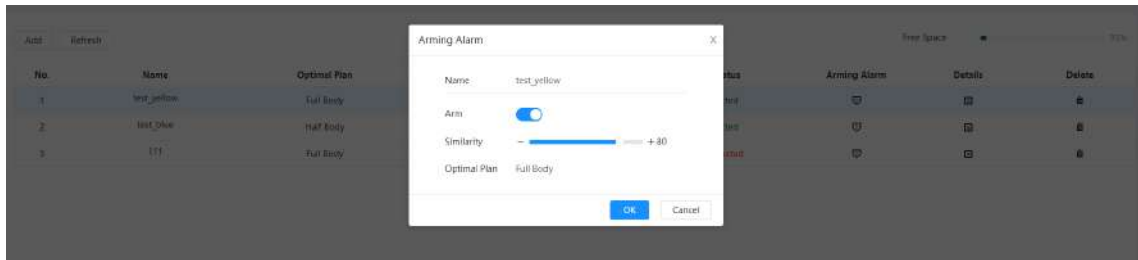 Add Refresh
Free Space
Arming Alarm X
No. Name Optimal Plan tus Arming Alarm Details Delete
Name test_yellow
1 test_yellow Full Body
Arm
2 test_blue Half Body
Similarity − + 80
3 Full Body
Optimal Plan Full Body
OK Cancel